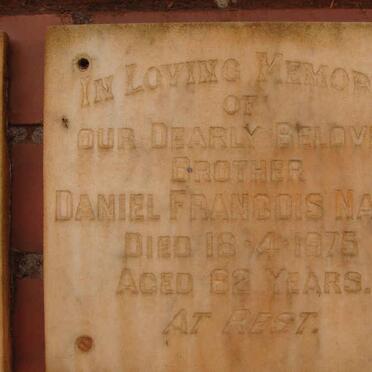 In Loving Memor
of
our Dearly Belov
Brother
Daniel Francois Na
Died 16·4·1975
Aged 82 Years.
At Rest.